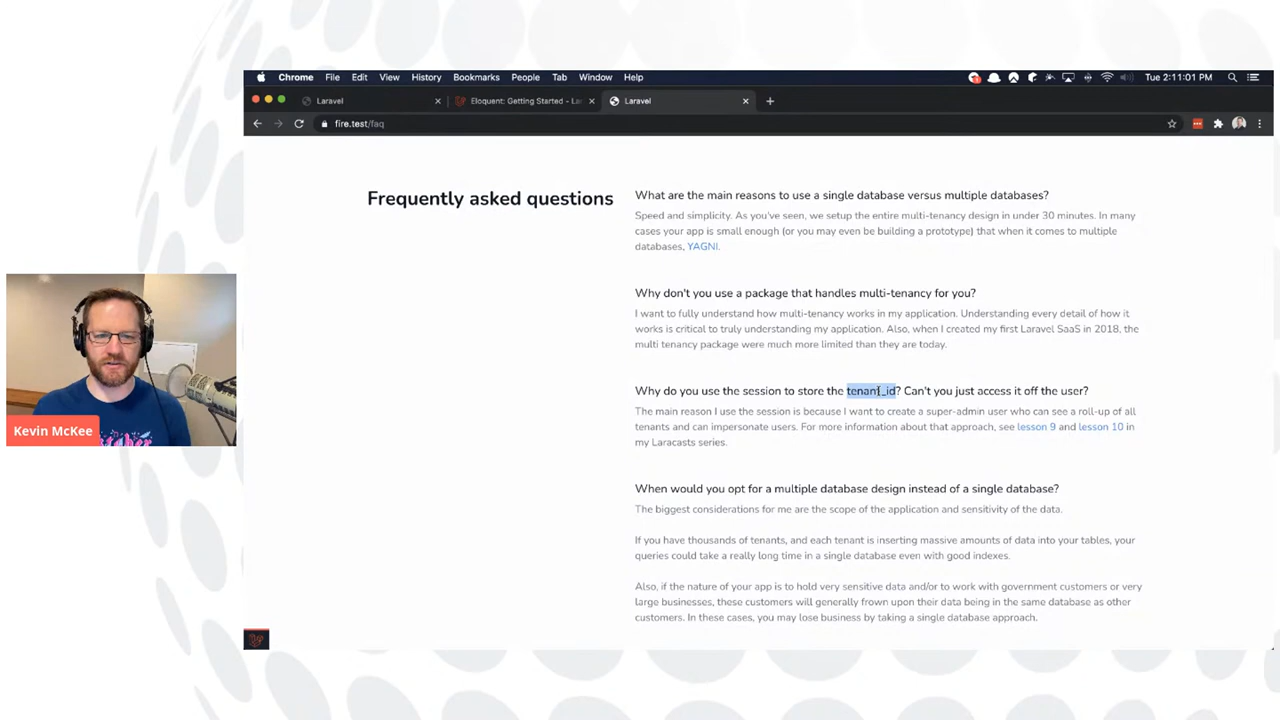 Chrome File Edit View History Bookmarks People Tab Window Help
Tue 2:11:01 PM
Laravel
Eloquent: Getting Started - La
Laravel
fire.test/faq
Frequently asked questions
What are the main reasons to use a single database versus multiple databases?
Speed and simplicity. As you've seen, we setup the entire multi-tenancy design in under 30 minutes. In many
cases your app is small enough (or you may even be building a prototype) that when it comes to multiple
databases, YAGNI.
Why don't you use a package that handles multi-tenancy for you?
I want to fully understand how multi-tenancy works in my application. Understanding every detail of how it
works is critical to truly understanding my application. Also, when I created my first Laravel SaaS in 2018, the
multi tenancy package were much more limited than they are today.
Why do you use the session to store the tenant_id? Can't you just access it off the user?
The main reason I use the session is because I want to create a super-admin user who can see a roll-up of all
tenants and can impersonate users. For more information about that approach, see lesson 9 and lesson 10 in
my Laracasts series.
When would you opt for a multiple database design instead of a single database?
The biggest considerations for me are the scope of the application and sensitivity of the data.
If you have thousands of tenants, and each tenant is inserting massive amounts of data into your tables, your
queries could take a really long time in a single database even with good indexes.
Also, if the nature of your app is to hold very sensitive data and/or to work with government customers or very
large businesses, these customers will generally frown upon their data being in the same database as other
customers. In these cases, you may lose business by taking a single database approach.
Kevin McKee